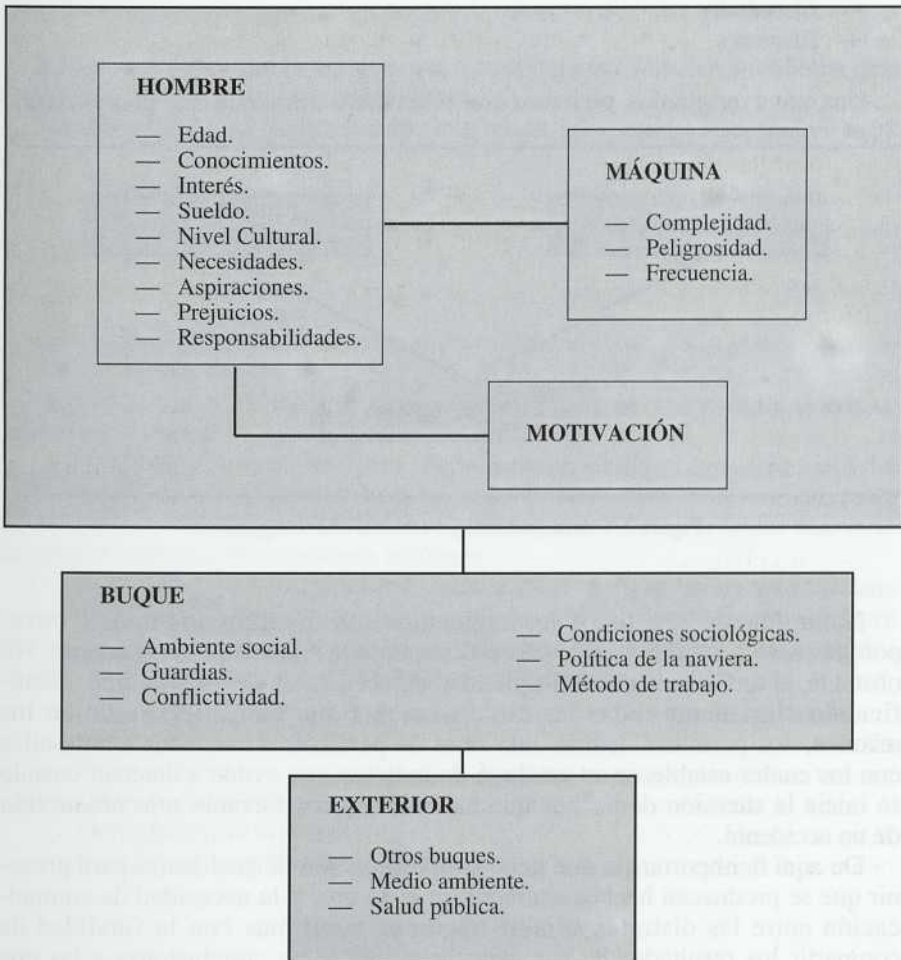 HOMBRE
— Edad.
— Conocimientos.
— Interés.
— Sueldo.
— Nivel Cultural.
— Necesidades.
— Aspiraciones.
— Prejuicios.
— Responsabilidades.
MÁQUINA
— Complejidad.
— Peligrosidad.
— Frecuencia.
MOTIVACIÓN
BUQUE
— Ambiente social.
— Guardias.
— Conflictividad.
— Condiciones sociológicas.
— Política de la naviera.
— Método de trabajo.
EXTERIOR
— Otros buques.
— Medio ambiente.
— Salud pública.